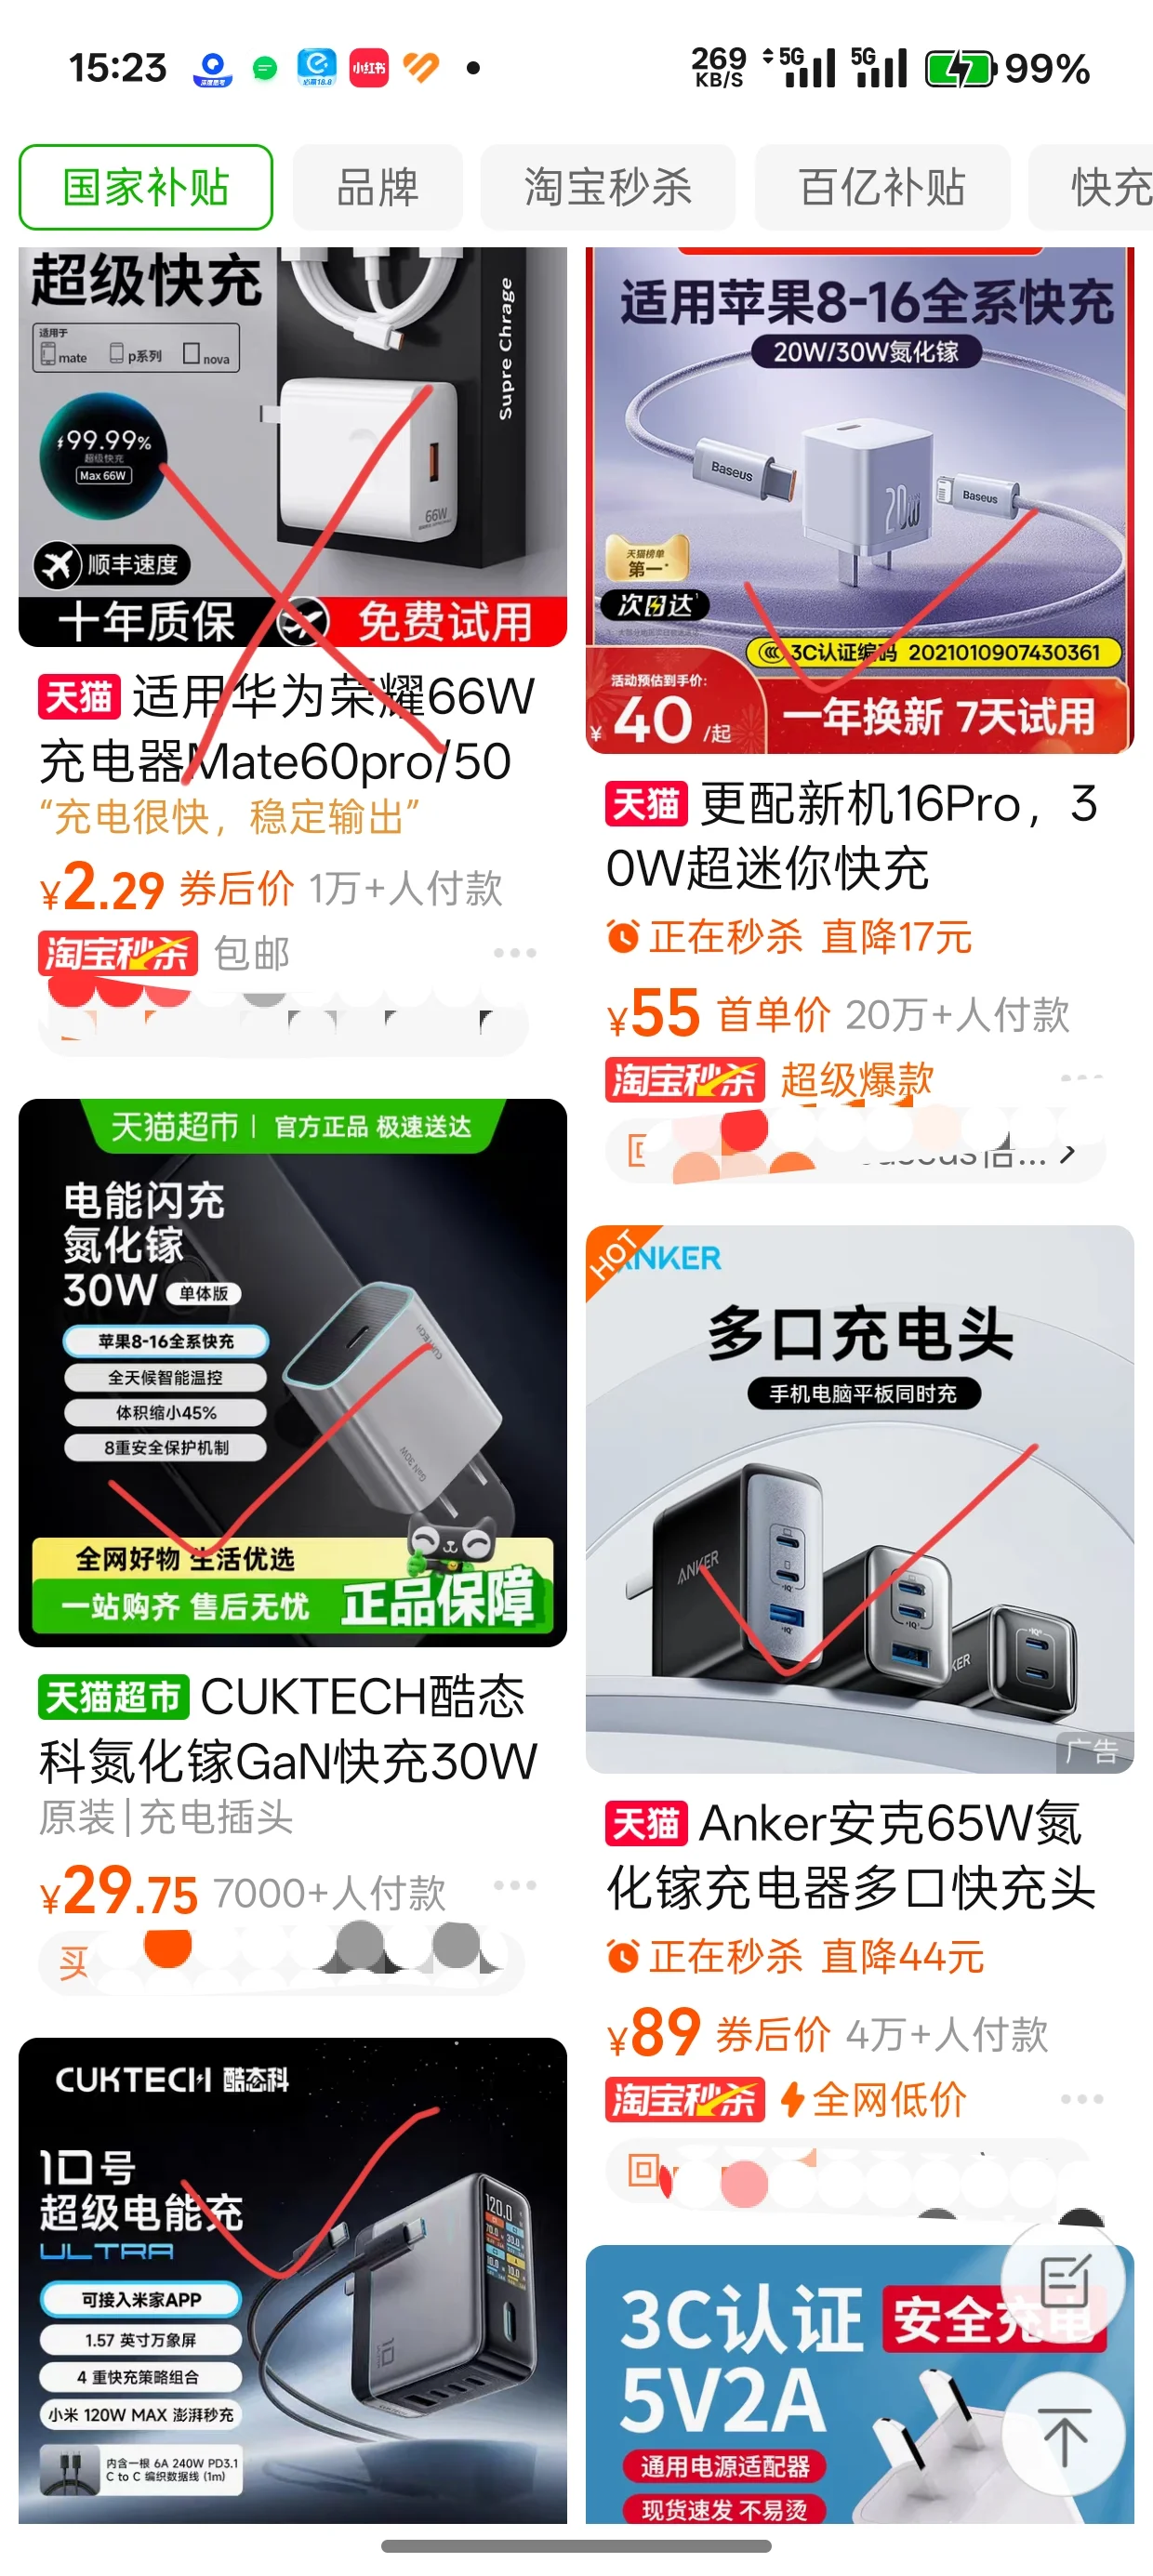 15:23
269
KB/S
5G
5G
99%
国家补贴
品牌
淘宝秒杀
百亿补贴
快充
超级快充
适用于
mate
p系列
nova
99.99%
超级快充
Max 66W
Supre Chrage
66W
顺丰速度
十年质保
免费试用
天猫 适用华为荣耀66W
充电器Mate60pro/50
“充电很快，稳定输出”
¥2.29 券后价 1万+人付款
淘宝秒杀 包邮
适用苹果8-16全系快充
20W/30W氮化镓
Baseus
20W
Baseus
天猫榜单
第一
次日达
3C认证编码 2021010907430361
活动预估到手价:
¥40/起
一年换新 7天试用
天猫 更配新机16Pro，3
0W超迷你快充
正在秒杀 直降17元
¥55 首单价 20万+人付款
淘宝秒杀 超级爆款
天猫超市 | 官方正品 极速送达
电能闪充
氮化镓
30W 单体版
苹果8-16全系快充
全天候智能温控
体积缩小45%
8重安全保护机制
CUKTECH
GaN 30W
全网好物 生活优选
一站购齐 售后无忧
正品保障
天猫超市 CUKTECH酷态
科氮化镓GaN快充30W
原装|充电插头
¥29.75 7000+人付款
买
HOT
ANKER
多口充电头
手机电脑平板同时充
ANKER
广告
天猫 Anker安克65W氮
化镓充电器多口快充头
正在秒杀 直降44元
¥89 券后价 4万+人付款
淘宝秒杀 全网低价
回
CUKTECH 酷态科
10号
超级电能充
ULTRA
可接入米家APP
1.57 英寸万象屏
4 重快充策略组合
小米 120W MAX 澎湃秒充
内含一根 6A 240W PD3.1
C to C 编织数据线 (1m)
120.0
10
3C认证
安全充电
5V2A
通用电源适配器
现货速发 不易烫